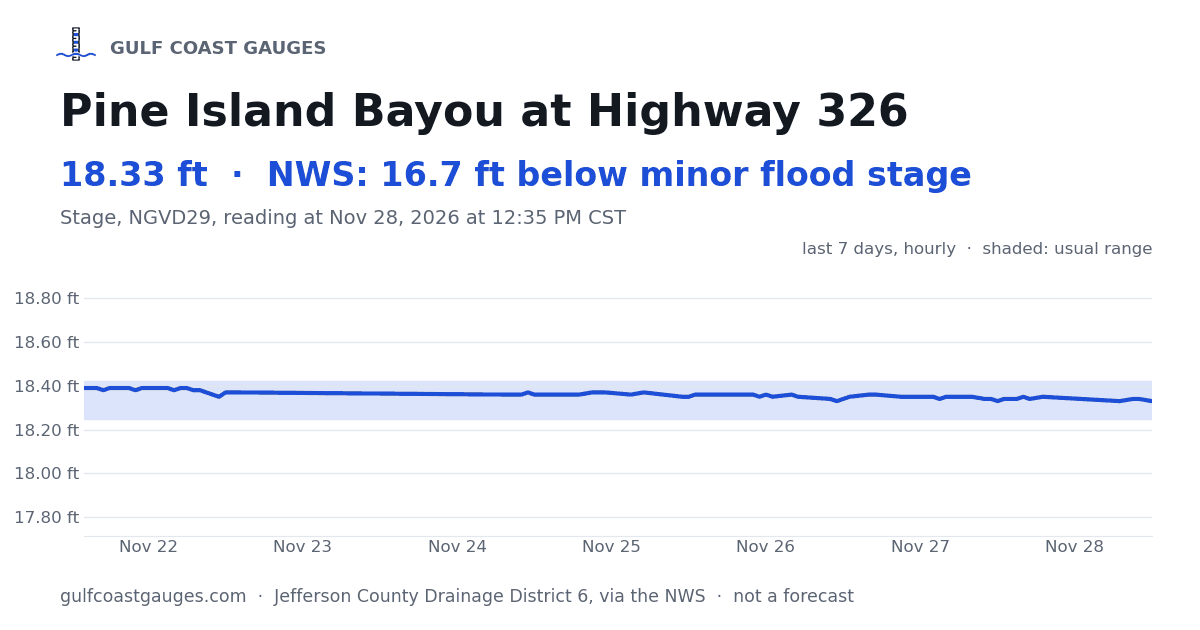 GULF COAST GAUGES
Pine Island Bayou at Highway 326
18.33 ft · NWS: 16.7 ft below minor flood stage
Stage, NGVD29, reading at Nov 28, 2026 at 12:35 PM CST
last 7 days, hourly · shaded: usual range
18.80 ft
18.60 ft
18.40 ft
18.20 ft
18.00 ft
17.80 ft
Nov 22 Nov 23 Nov 24 Nov 25 Nov 26 Nov 27 Nov 28
gulfcoastgauges.com · Jefferson County Drainage District 6, via the NWS · not a forecast